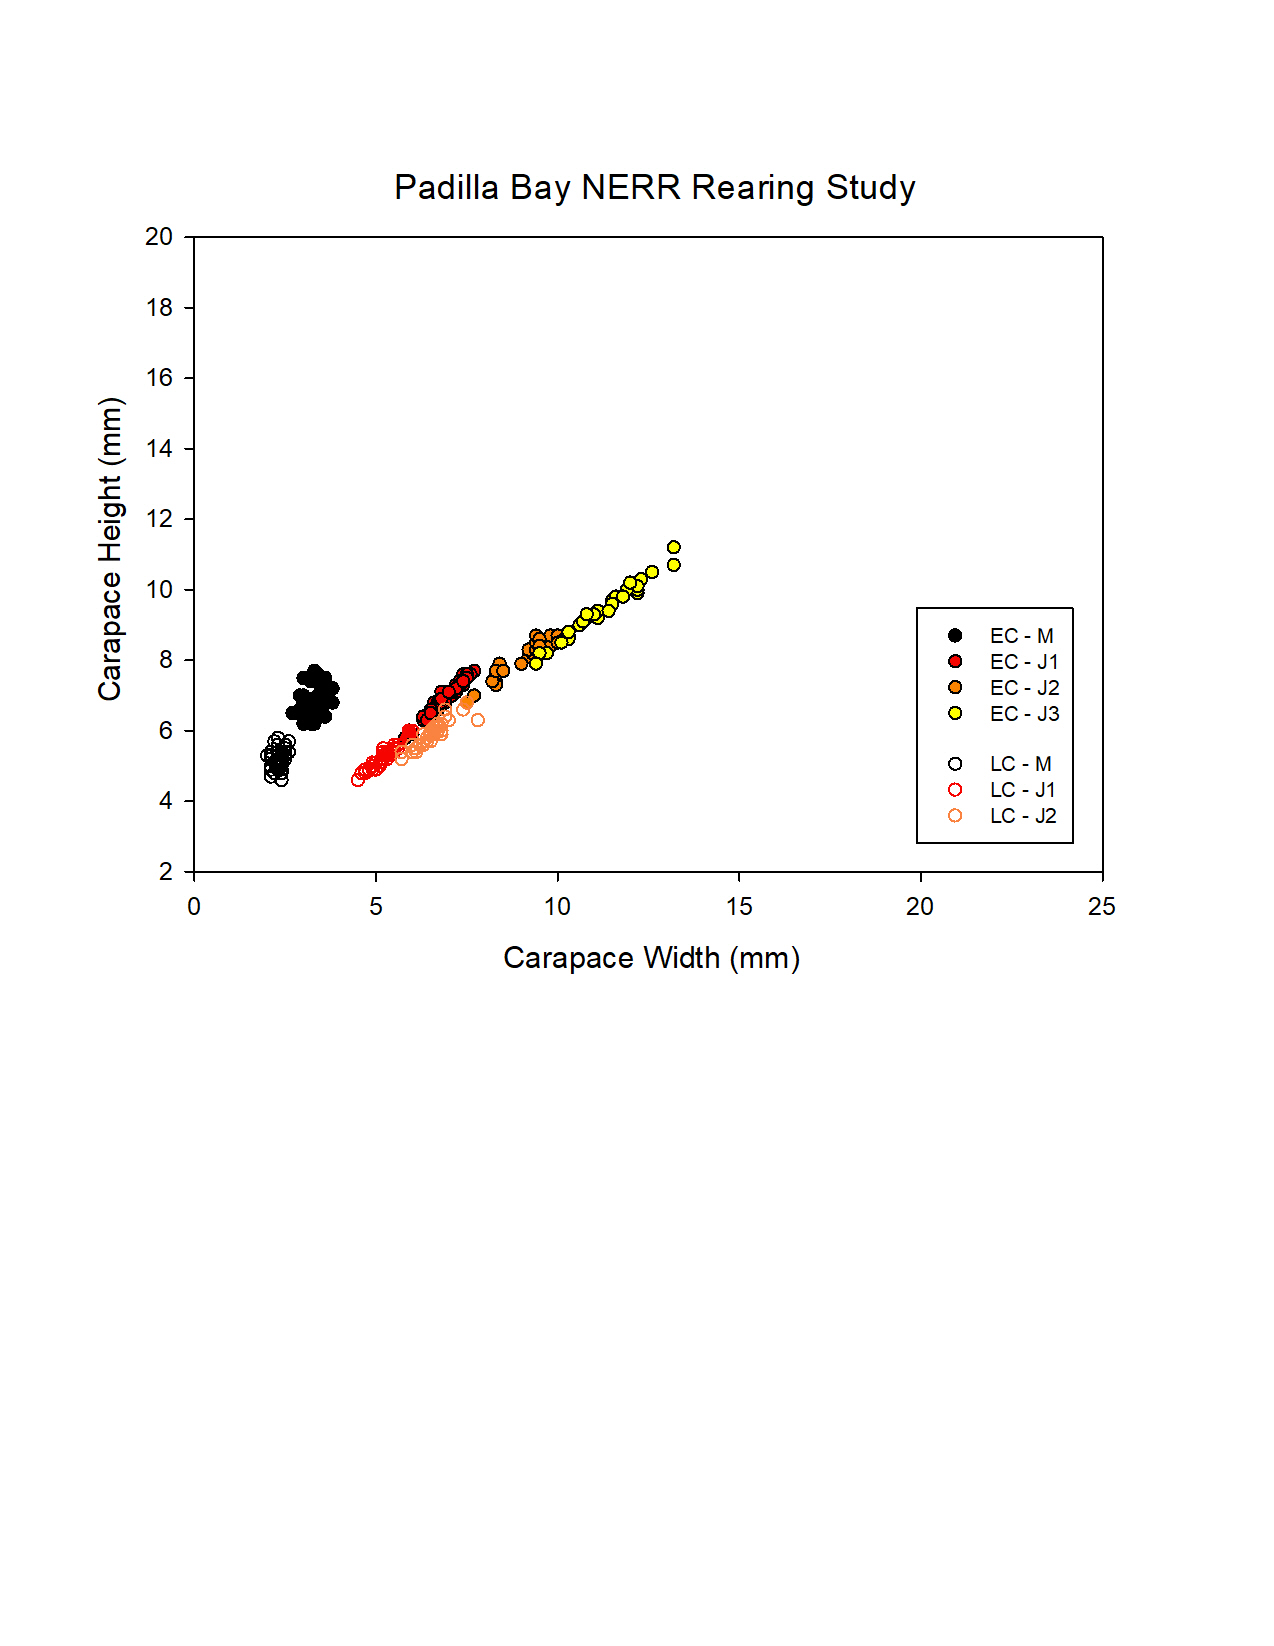 Padilla Bay NERR Rearing Study
20
18
16
14
12
10
8
6
4
2
Carapace Height (mm)
EC - M
EC - J1
EC - J2
EC - J3
LC - M
LC - J1
LC - J2
0 5 10 15 20 25
Carapace Width (mm)